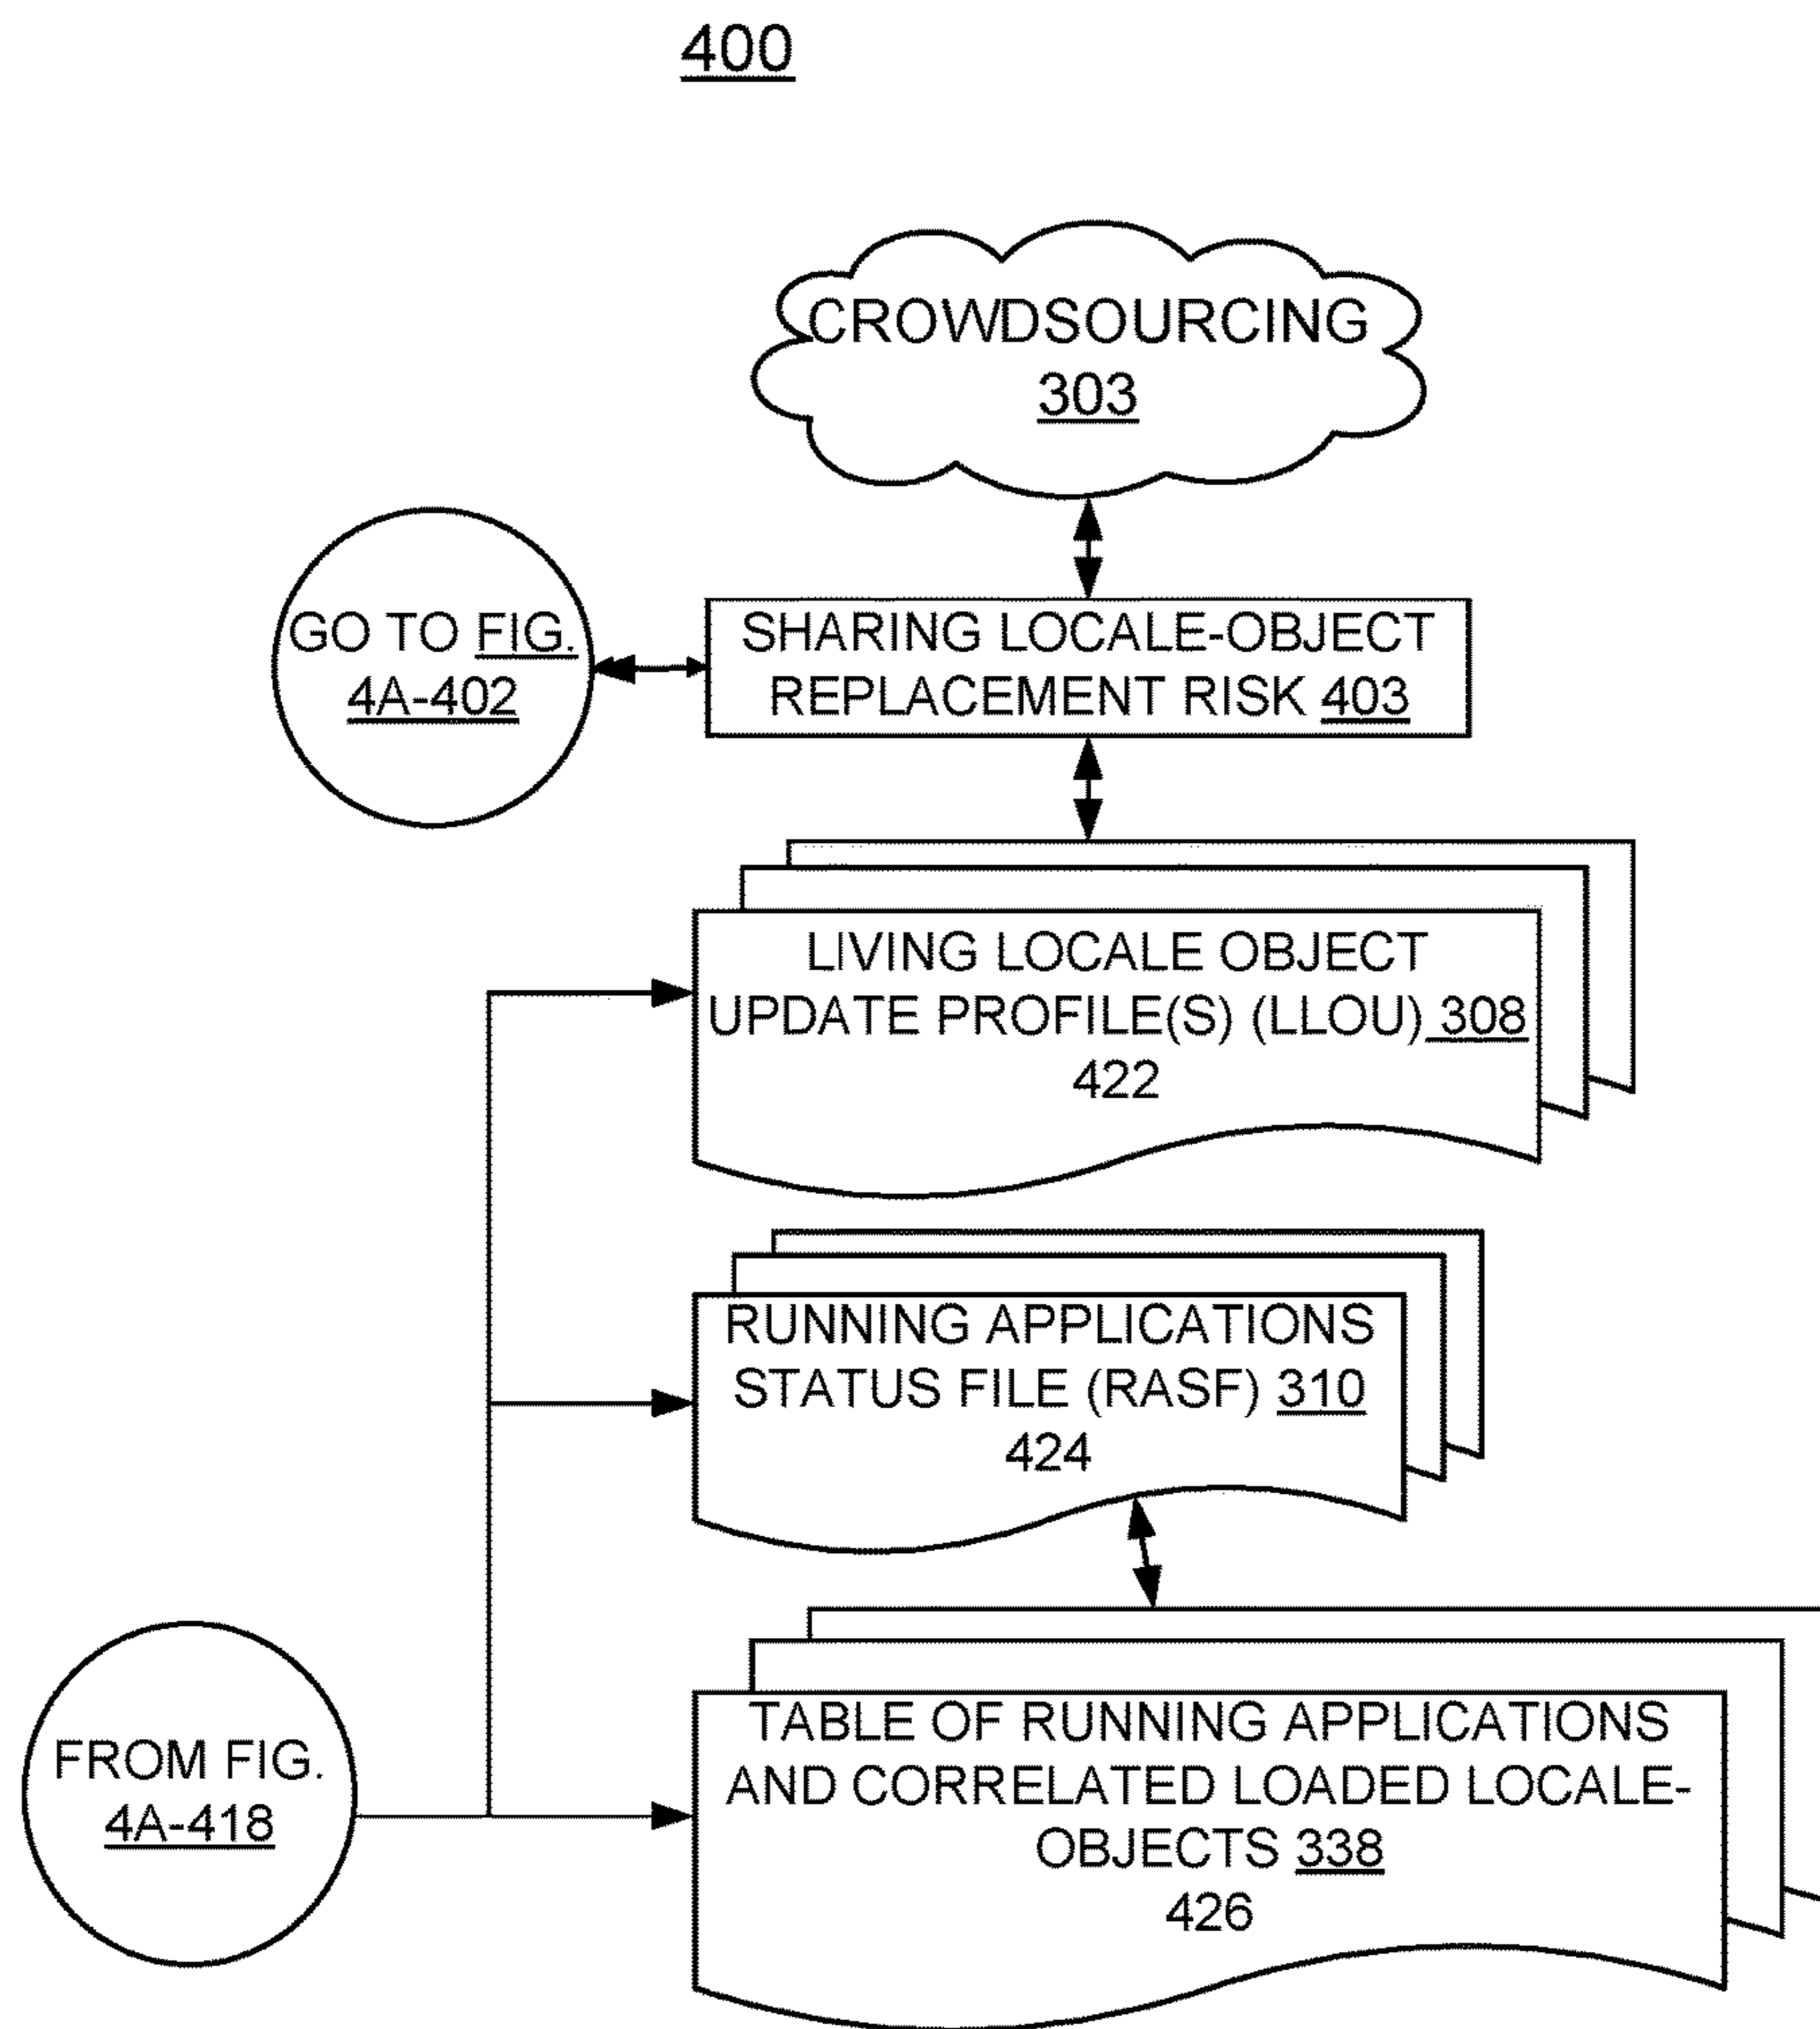 400
CROWDSOURCING
303
GO TO FIG.
4A-402
SHARING LOCALE-OBJECT
REPLACEMENT RISK 403
LIVING LOCALE OBJECT
UPDATE PROFILE(S) (LLOU) 308
422
RUNNING APPLICATIONS
STATUS FILE (RASF) 310
424
FROM FIG.
4A-418
TABLE OF RUNNING APPLICATIONS
AND CORRELATED LOADED LOCALE-
OBJECTS 338
426